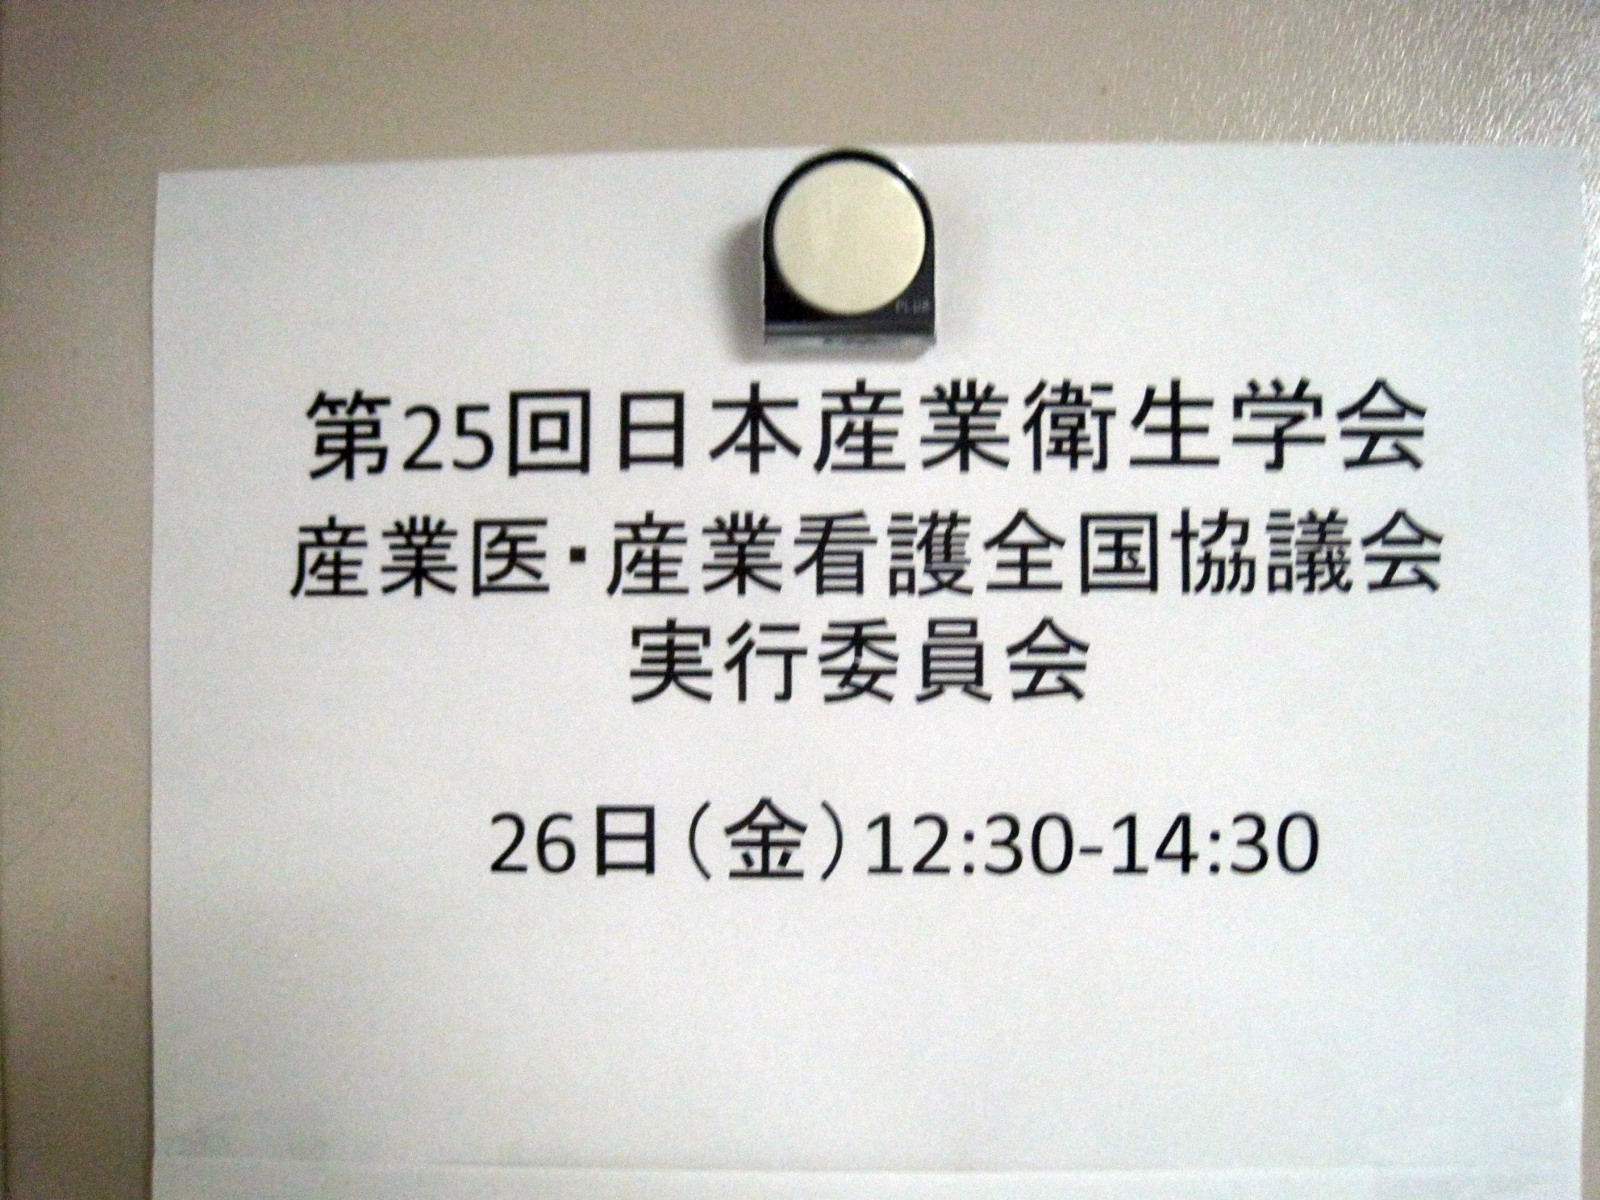 PLUS
第25回日本産業衛生学会
産業医・産業看護全国協議会
実行委員会
26日（金）12:30-14:30